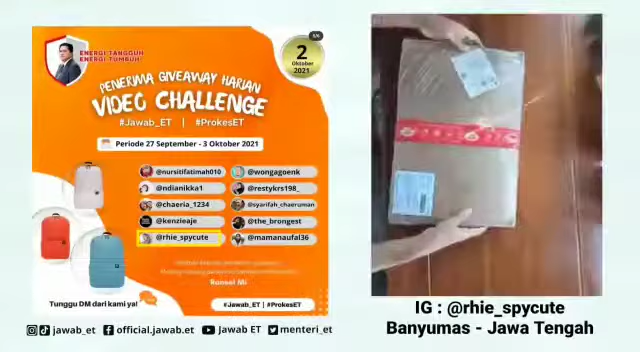 ENERGI TANGGUH
ENERGI TUMBUH
2
Oktober
2021
PENERIMA GIVEAWAY HARIAN
VIDEO CHALLENGE
#Jawab_ET | #ProkesET
Periode 27 September - 3 Oktober 2021
@nursitifatimah010
@wongagoenk
@ndianikka1
@restykrs198_
@chaeria_1234
@syarifah_chaeruman
@kenzieaje
@the_brongest
@rhie_spycute
@mamanaufal36
Ransel Mi
Tunggu DM dari kami ya!
#Jawab_ET | #ProkesET
jawab_et
official.jawab.et
Jawab ET
menteri_et
IG : @rhie_spycute
Banyumas - Jawa Tengah